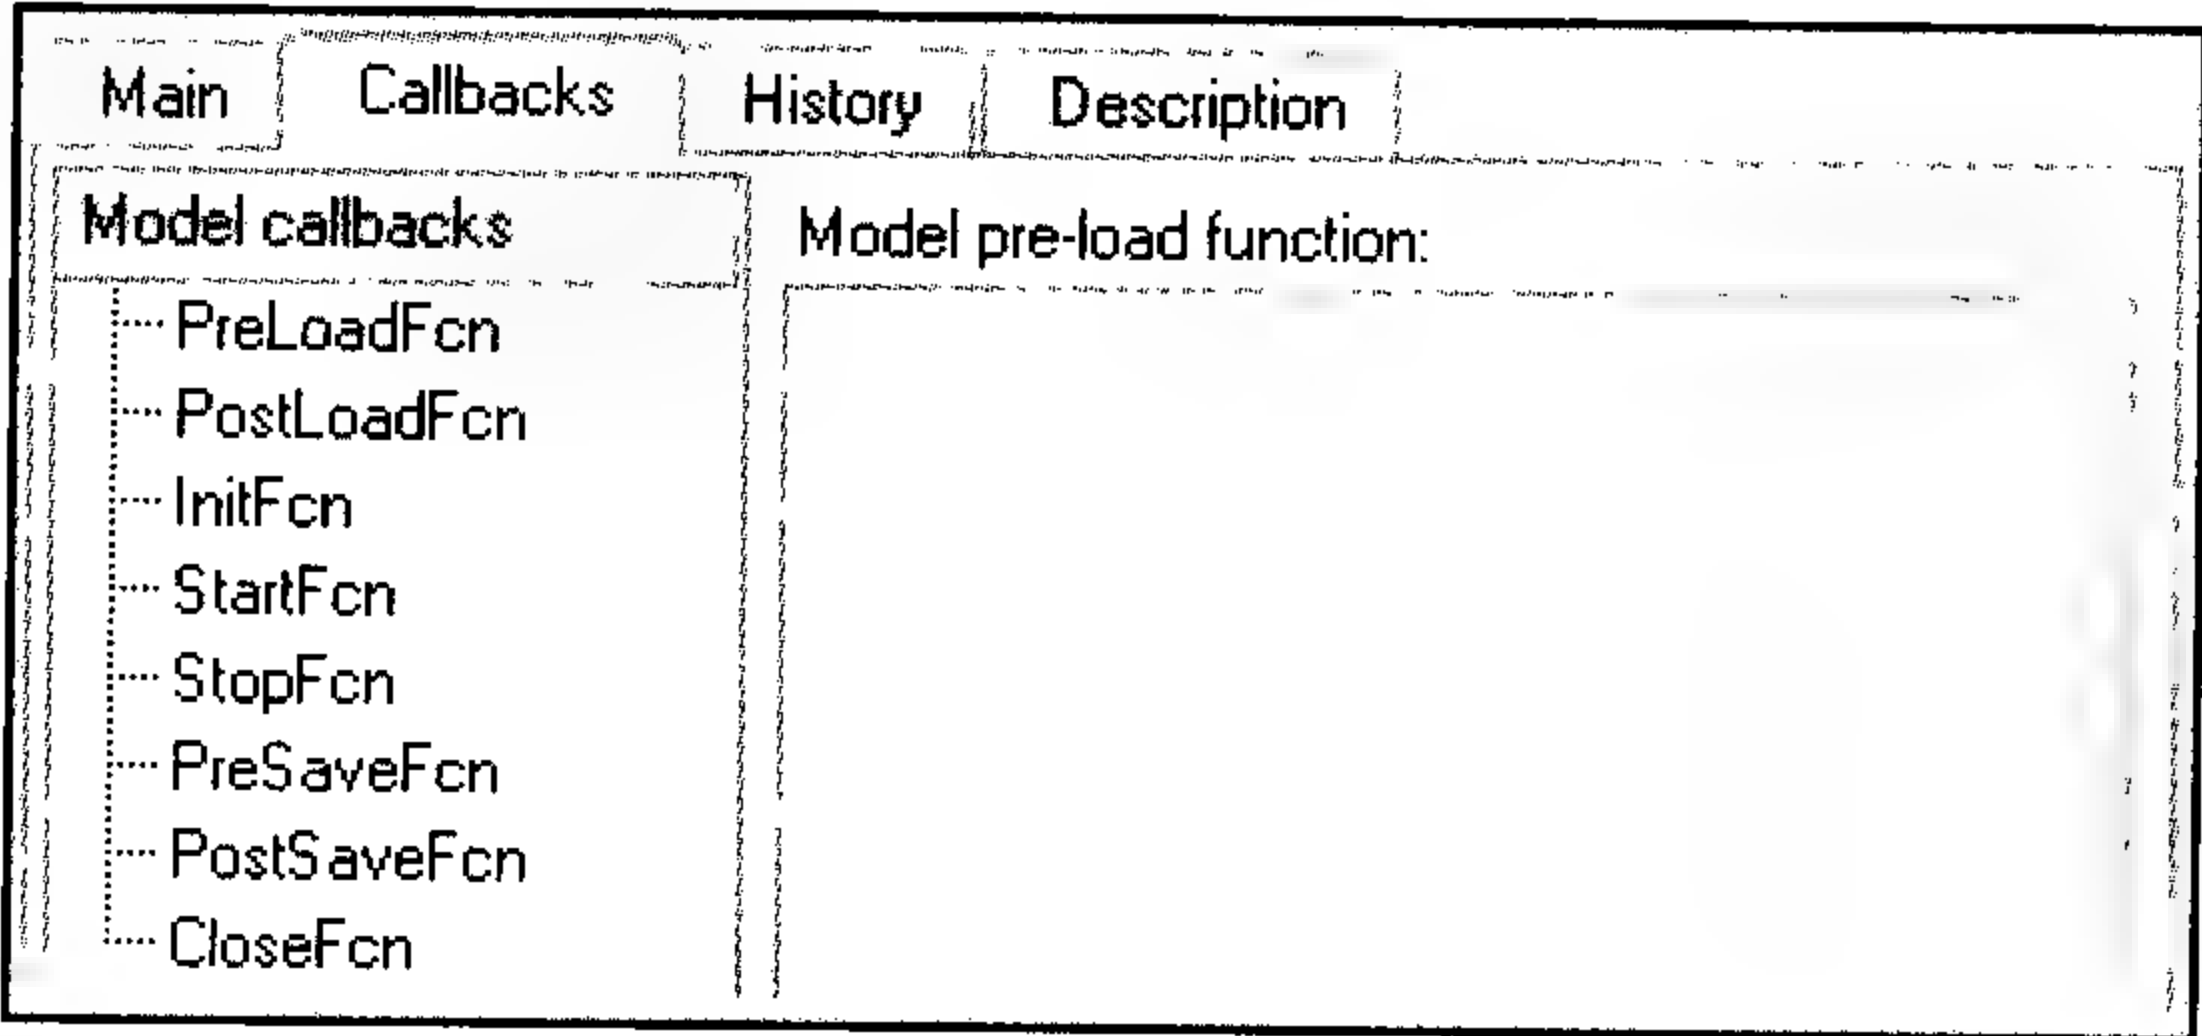 Main Callbacks History Description
Model callbacks
Model pre-load function:
PreLoadFcn
PostLoadFcn
InitFcn
StartFcn
StopFcn
PreSaveFcn
PostSaveFcn
CloseFcn